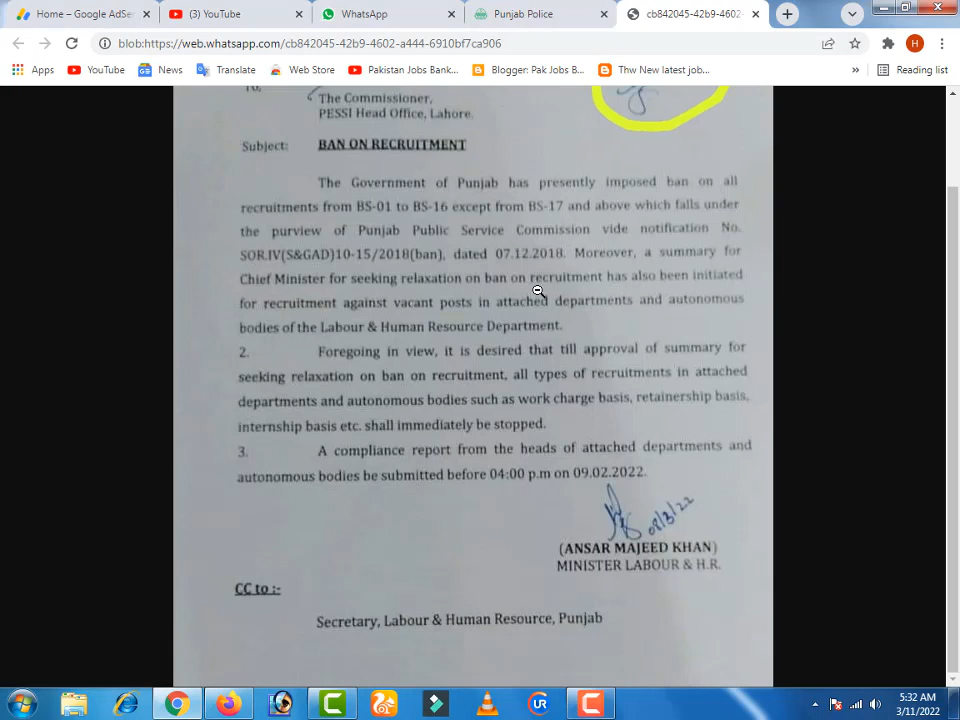 Home – Google AdSen
(3) YouTube
WhatsApp
Punjab Police
cb842045-42b9-4602-
blob:https://web.whatsapp.com/cb842045-42b9-4602-a444-6910bf7ca906
H
Apps
YouTube
News
Translate
Web Store
Pakistan Jobs Bank...
Blogger: Pak Jobs B...
Thw New latest job...
»
Reading list
To,
The Commissioner,
PESSI Head Office, Lahore.
Subject: BAN ON RECRUITMENT
The Government of Punjab has presently imposed ban on all
recruitments from BS-01 to BS-16 except from BS-17 and above which falls under
the purview of Punjab Public Service Commission vide notification No.
SOR.IV(S&GAD)10-15/2018(ban), dated 07.12.2018. Moreover, a summary for
Chief Minister for seeking relaxation on ban on recruitment has also been initiated
for recruitment against vacant posts in attached departments and autonomous
bodies of the Labour & Human Resource Department.
2. Foregoing in view, it is desired that till approval of summary for
seeking relaxation on ban on recruitment, all types of recruitments in attached
departments and autonomous bodies such as work charge basis, retainership basis,
internship basis etc. shall immediately be stopped.
3. A compliance report from the heads of attached departments and
autonomous bodies be submitted before 04:00 p.m on 09.02.2022.
08/3/22
(ANSAR MAJEED KHAN)
MINISTER LABOUR & H.R.
CC to :-
Secretary, Labour & Human Resource, Punjab
UR
5:32 AM
3/11/2022